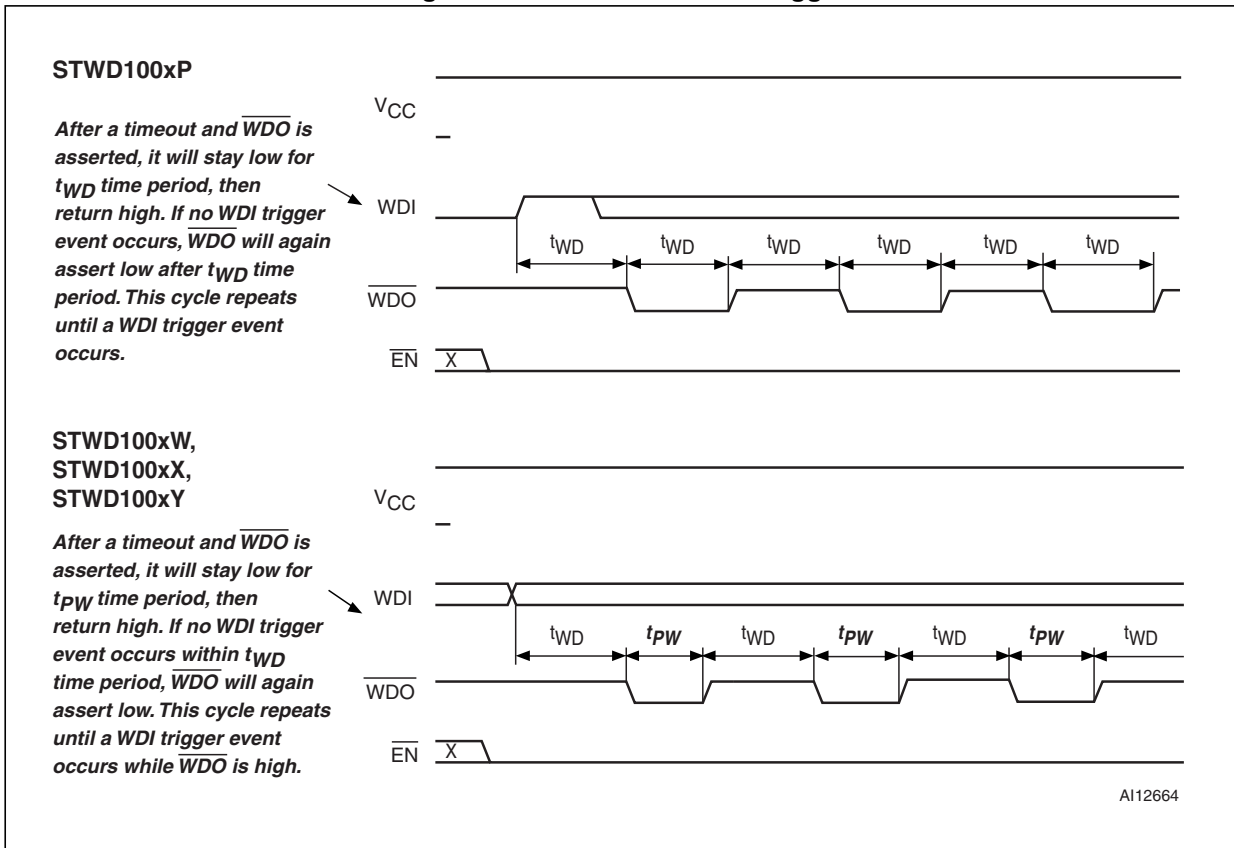 STWD100xP
After a timeout and WDO is
asserted, it will stay low for
tWD time period, then
return high. If no WDI trigger
event occurs, WDO will again
assert low after tWD time
period. This cycle repeats
until a WDI trigger event
occurs.
VCC
WDI
tWD tWD tWD tWD tWD tWD
WDO
EN X
STWD100xW,
STWD100xX,
STWD100xY
After a timeout and WDO is
asserted, it will stay low for
tPW time period, then
return high. If no WDI trigger
event occurs within tWD
time period, WDO will again
assert low. This cycle repeats
until a WDI trigger event
occurs while WDO is high.
VCC
WDI
tWD tPW tWD tPW tWD tPW tWD
WDO
EN X
AI12664